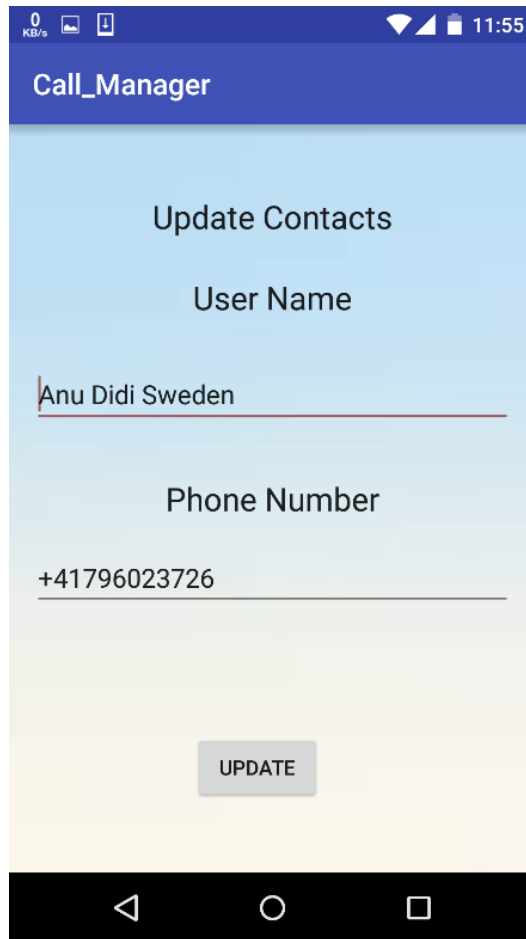 0
KB/s
11:55
Call_Manager
Update Contacts
User Name
Anu Didi Sweden
Phone Number
+41796023726
UPDATE